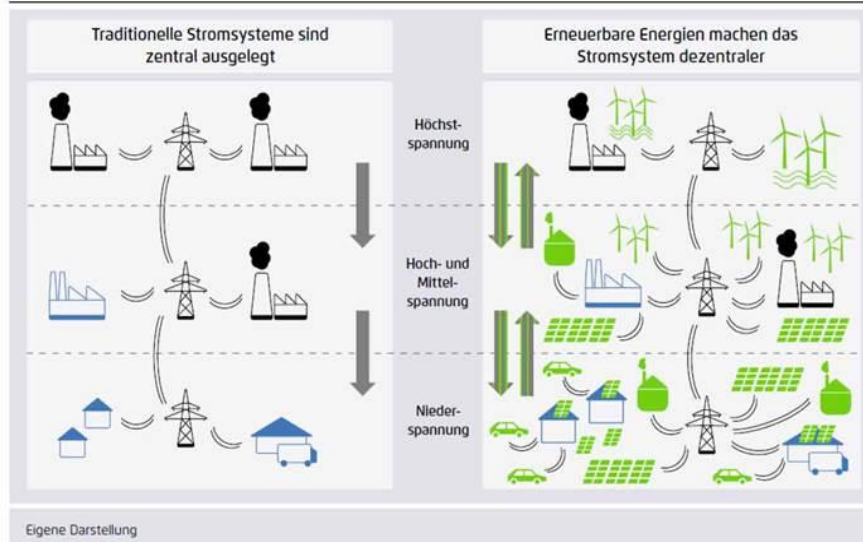 Traditionelle Stromsysteme sind
zentral ausgelegt
Erneuerbare Energien machen das
Stromsystem dezentraler
Höchst-
spannung
Hoch- und
Mittel-
spannung
Nieder-
spannung
Eigene Darstellung